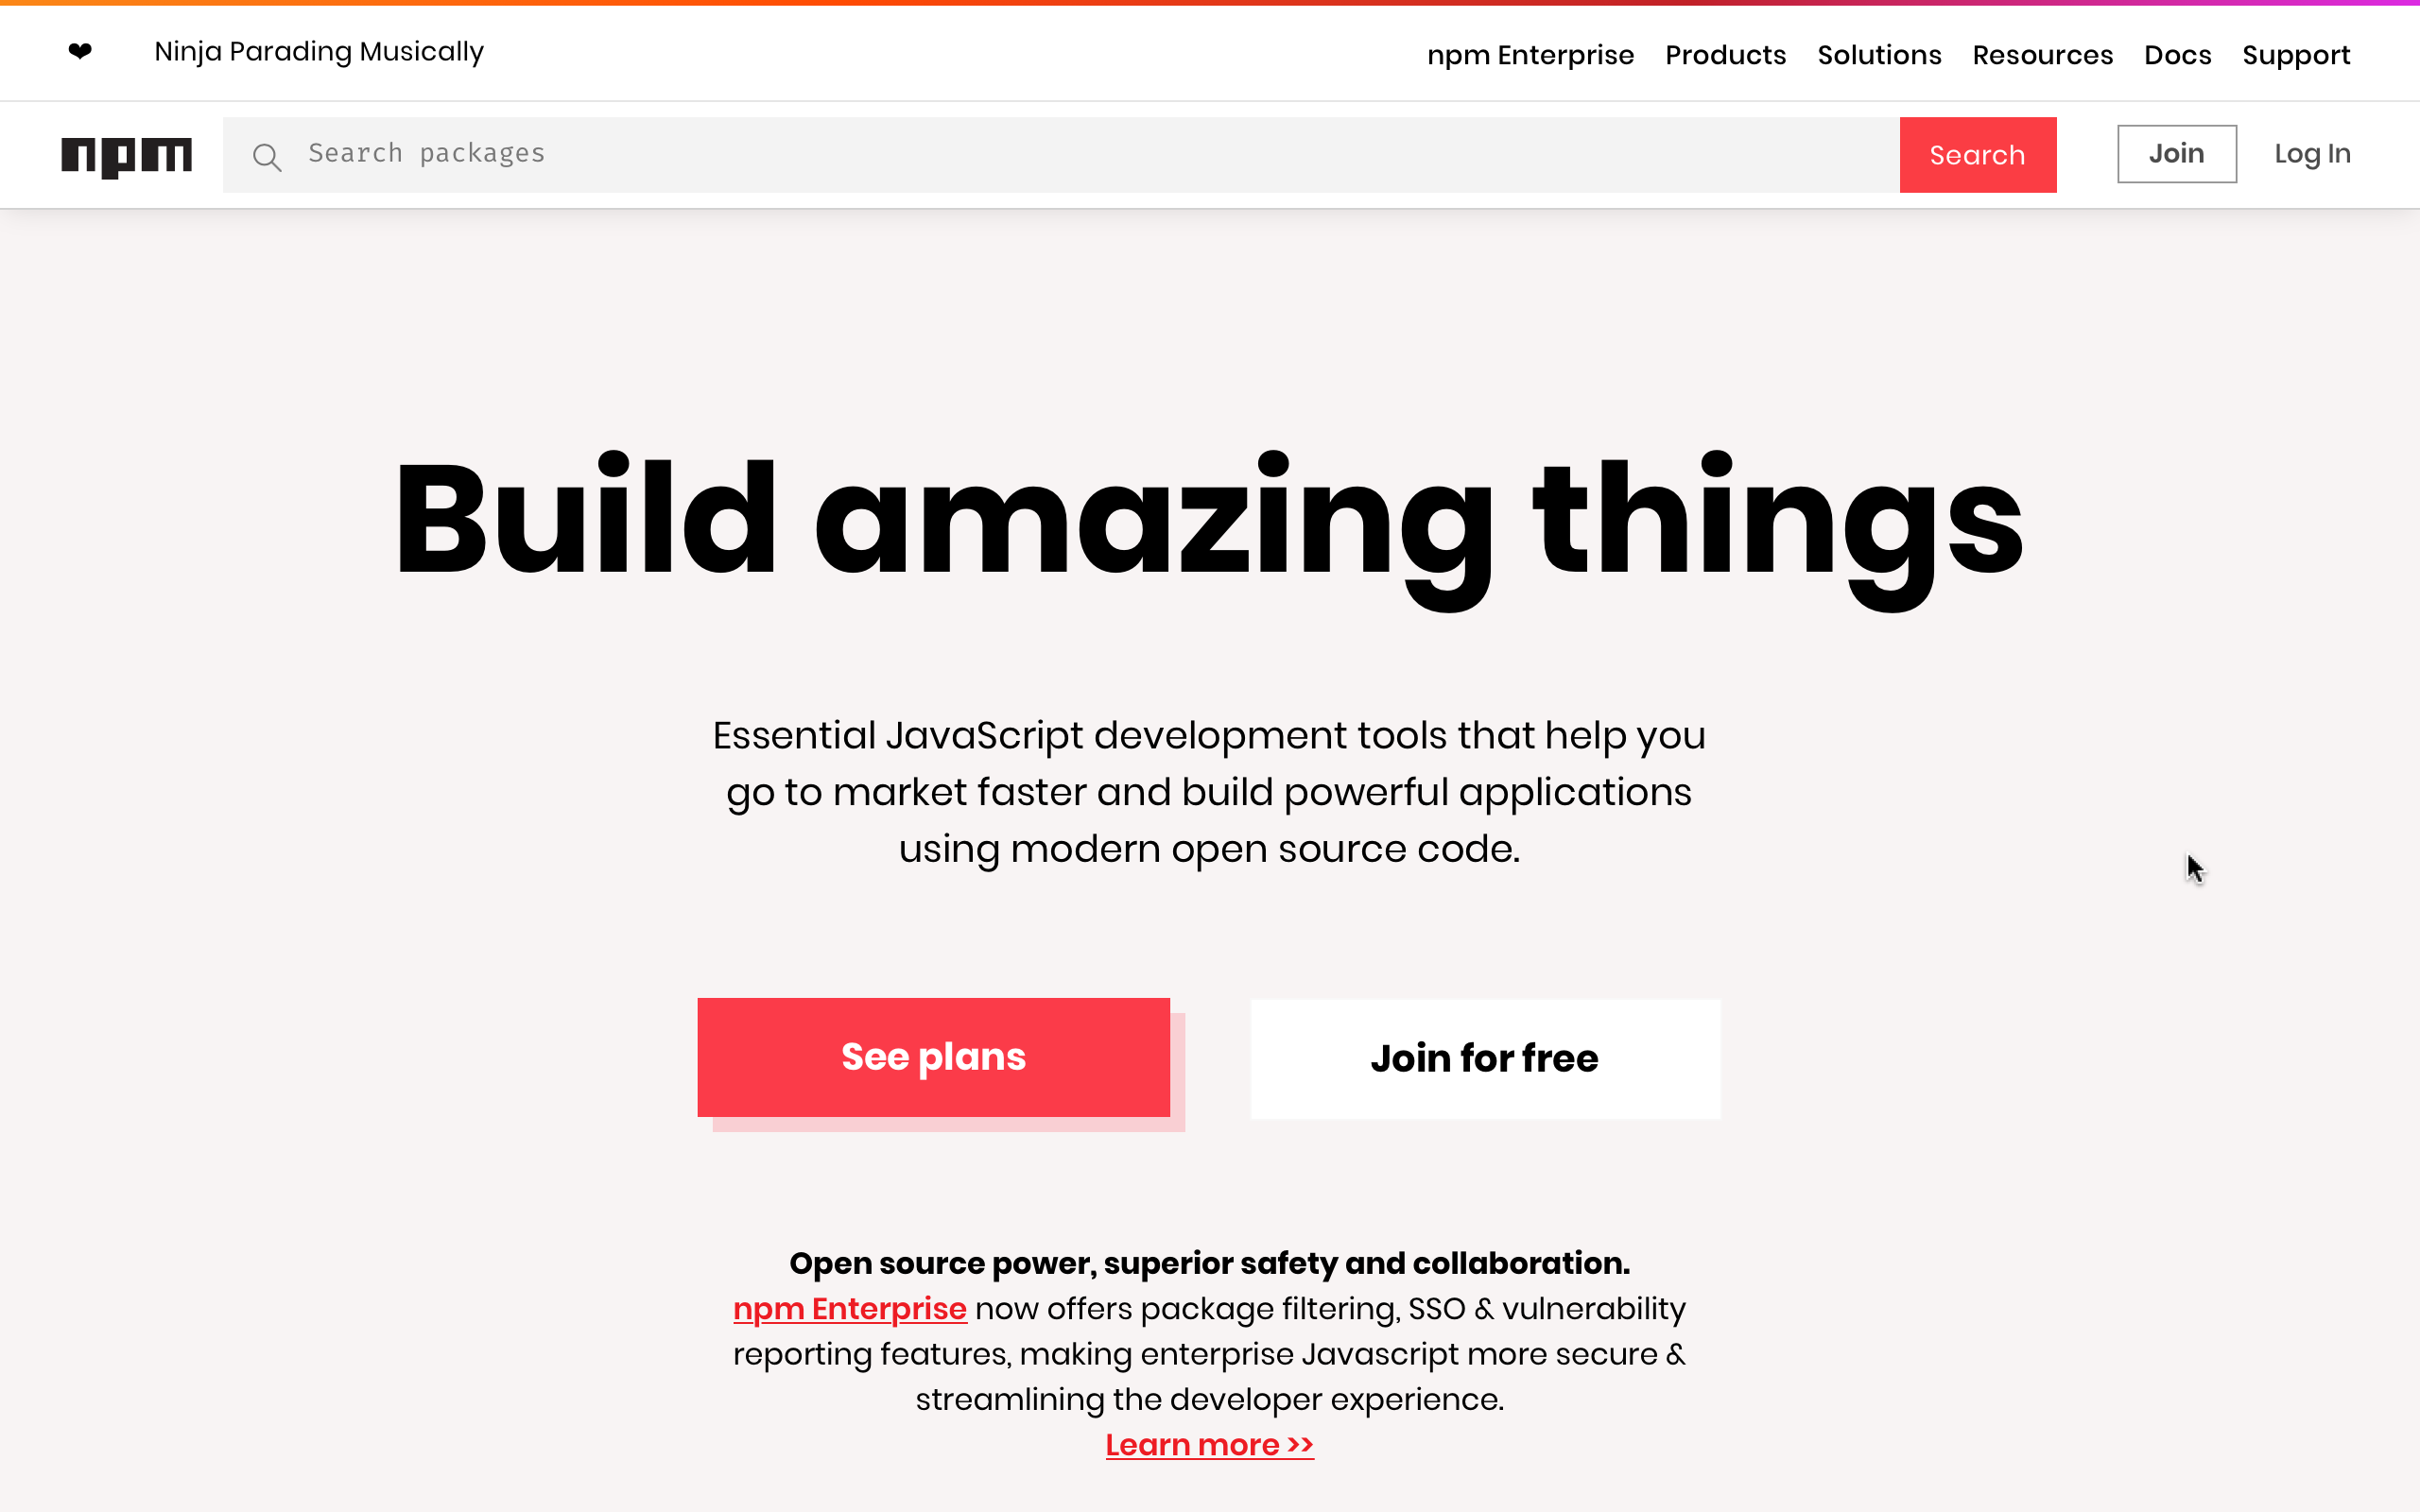 ❤ Ninja Parading Musically
npm Enterprise Products Solutions Resources Docs Support
npm Search packages Search Join Log In
Build amazing things
Essential JavaScript development tools that help you
go to market faster and build powerful applications
using modern open source code.
See plans Join for free
Open source power, superior safety and collaboration.
npm Enterprise now offers package filtering, SSO & vulnerability
reporting features, making enterprise Javascript more secure &
streamlining the developer experience.
Learn more >>